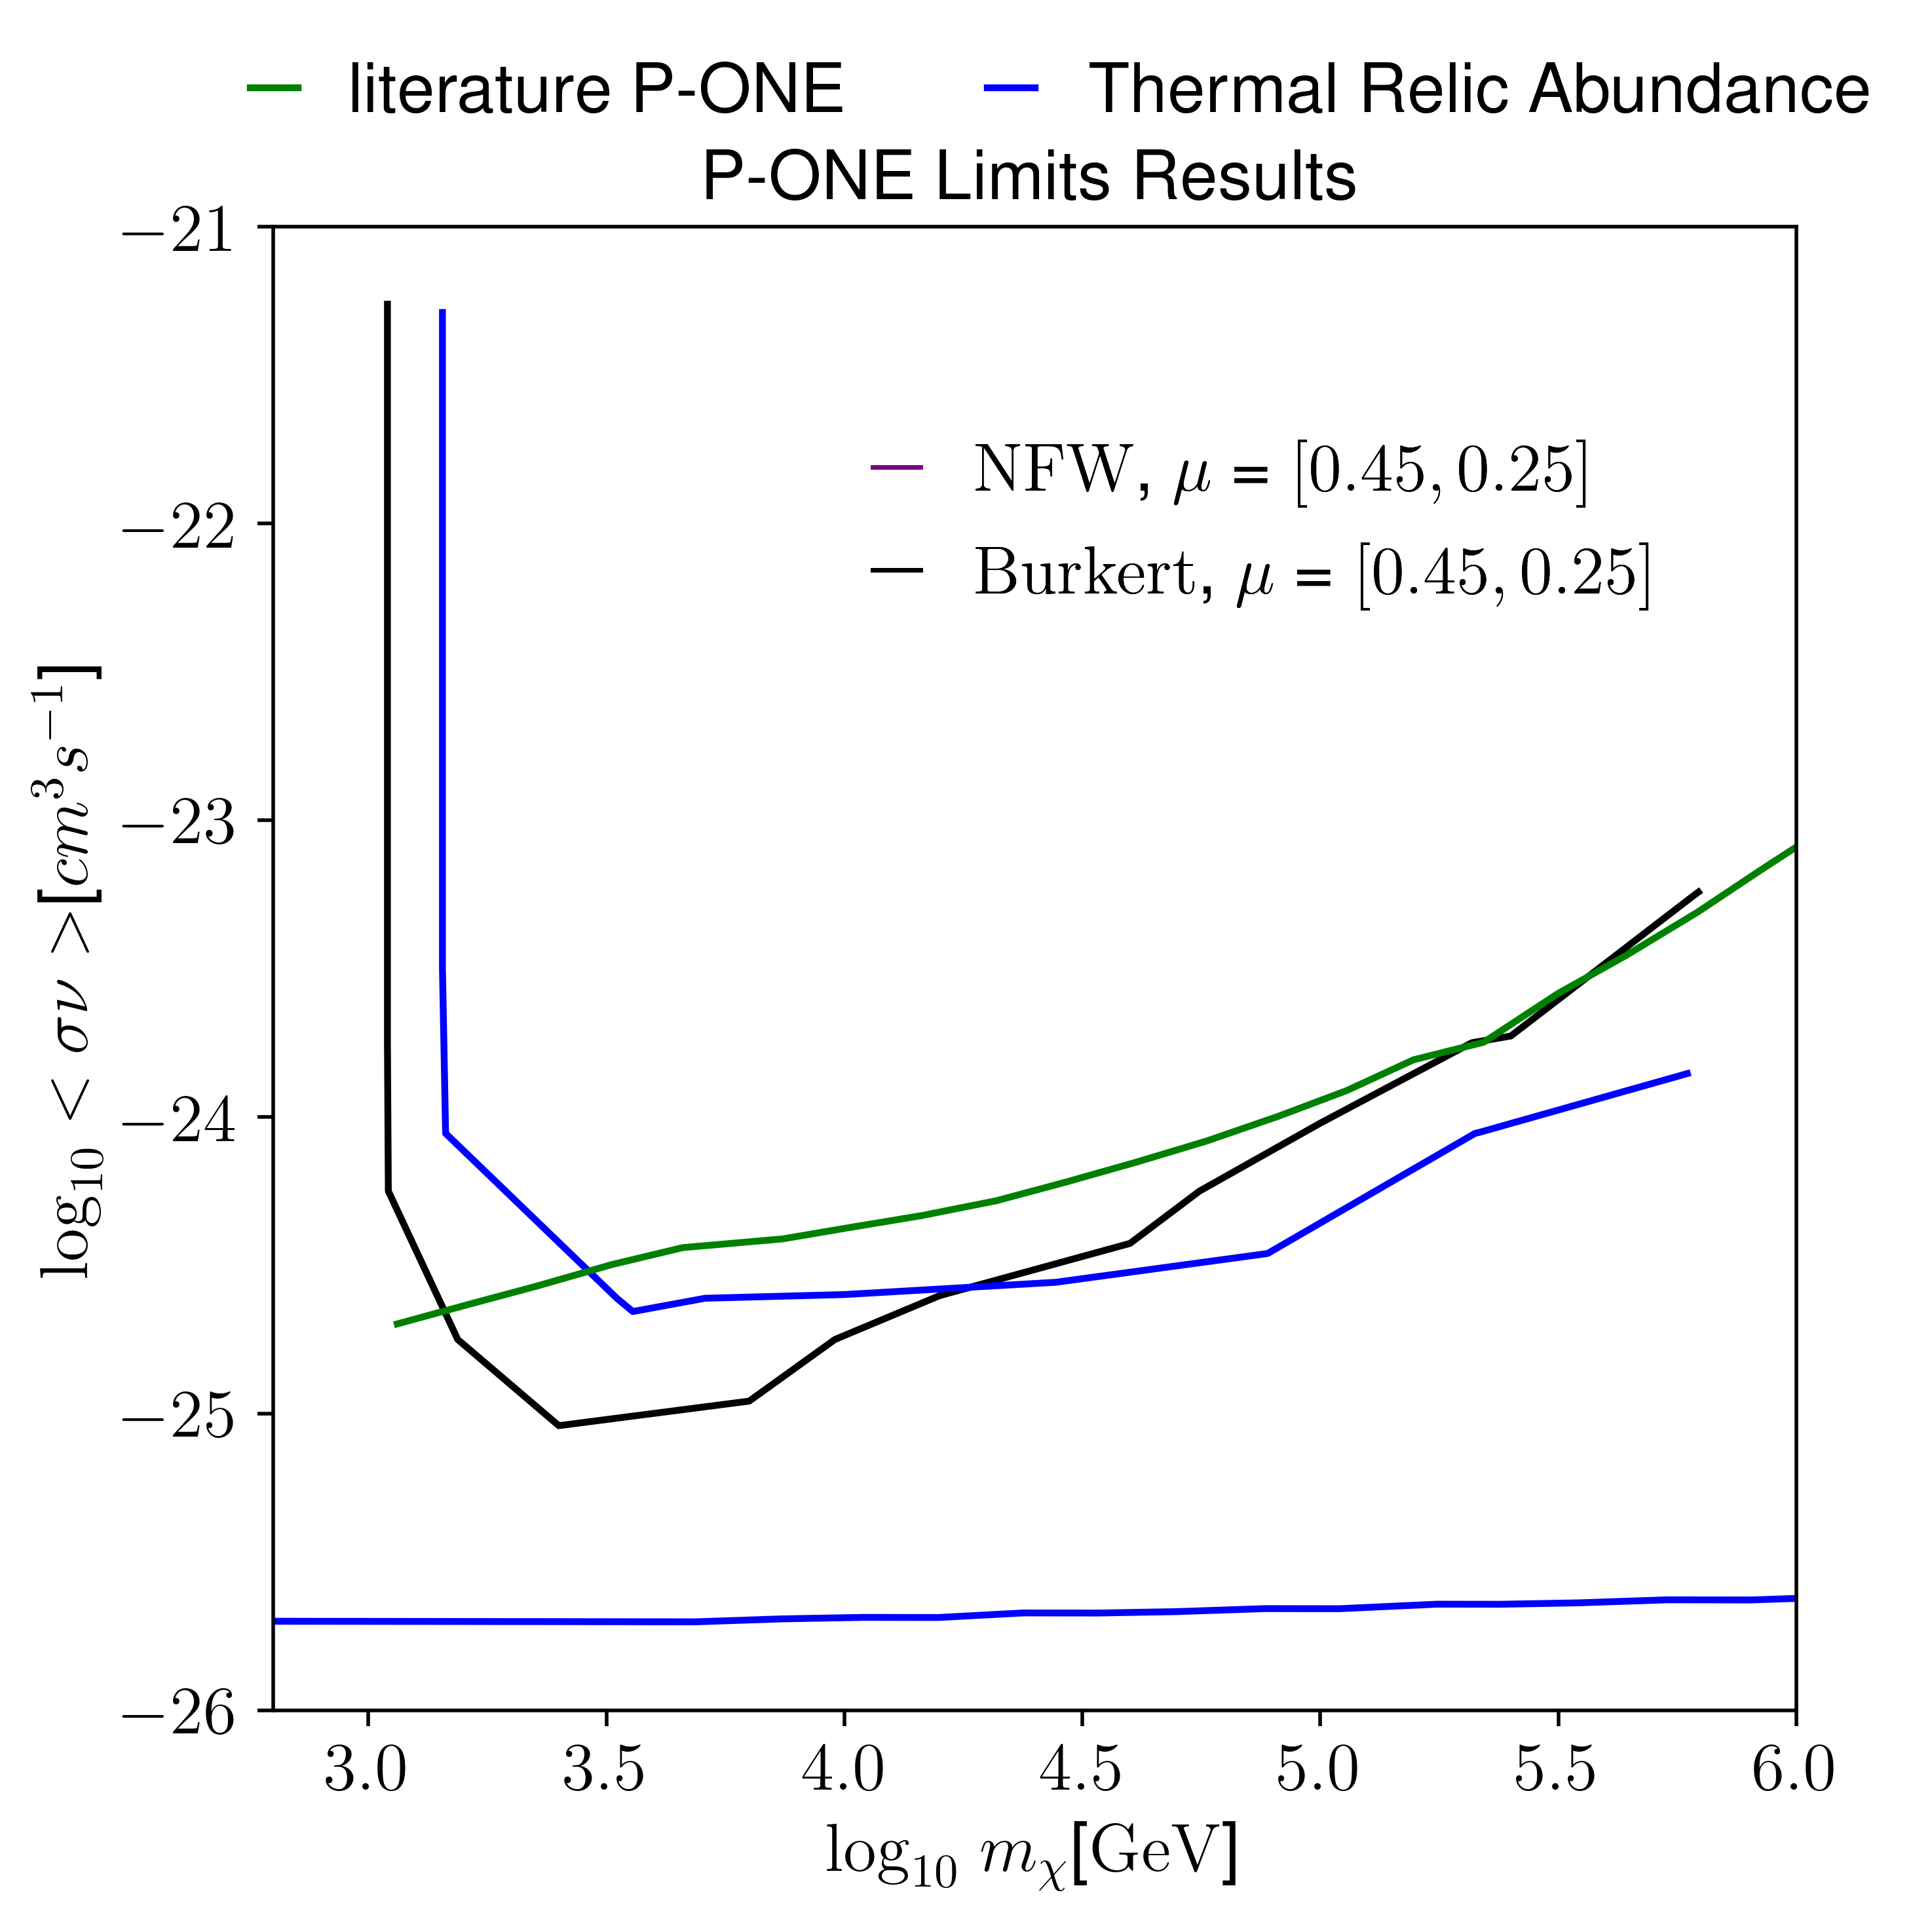 literature P-ONE Thermal Relic Abundance
P-ONE Limits Results
−21
−22
−23
−24
−25
−26
log₁₀ < σν >[cm³s⁻¹]
NFW, μ = [0.45, 0.25]
Burkert, μ = [0.45, 0.25]
3.0 3.5 4.0 4.5 5.0 5.5 6.0
log₁₀ mᵪ[GeV]